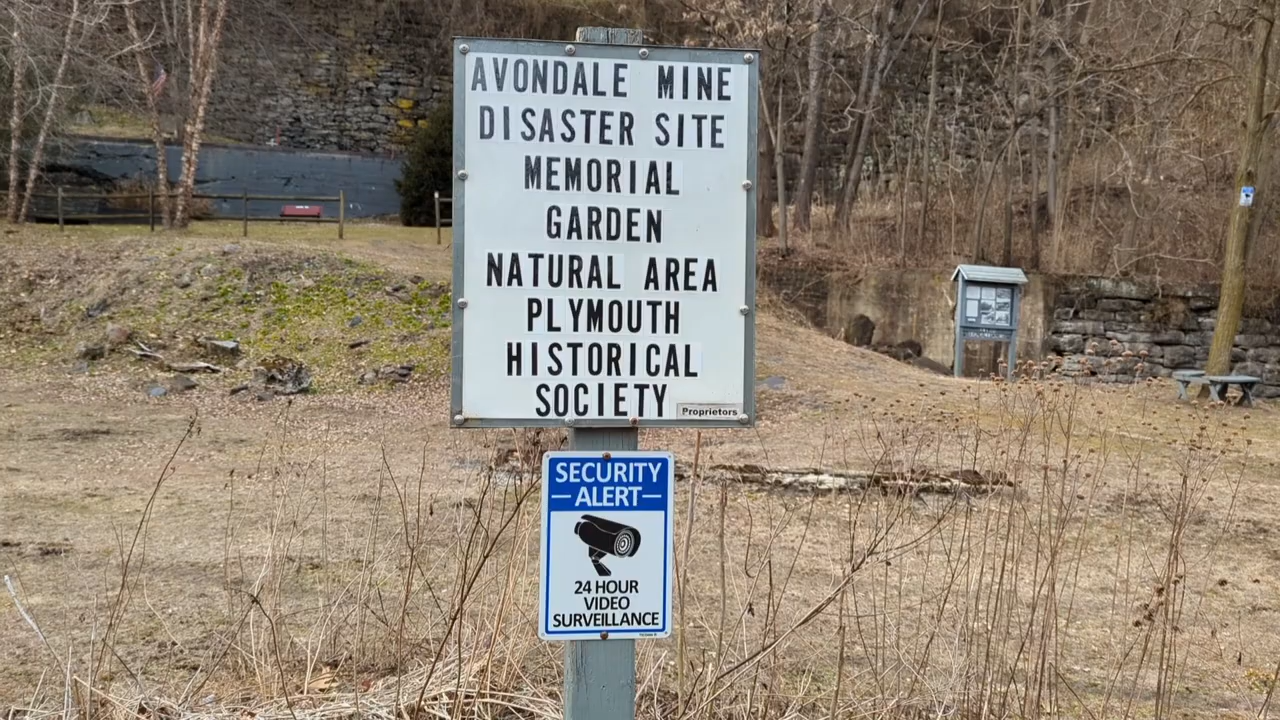 AVONDALE MINE
DISASTER SITE
MEMORIAL
GARDEN
NATURAL AREA
PLYMOUTH
HISTORICAL
SOCIETY
Proprietors
SECURITY
ALERT
24 HOUR
VIDEO
SURVEILLANCE